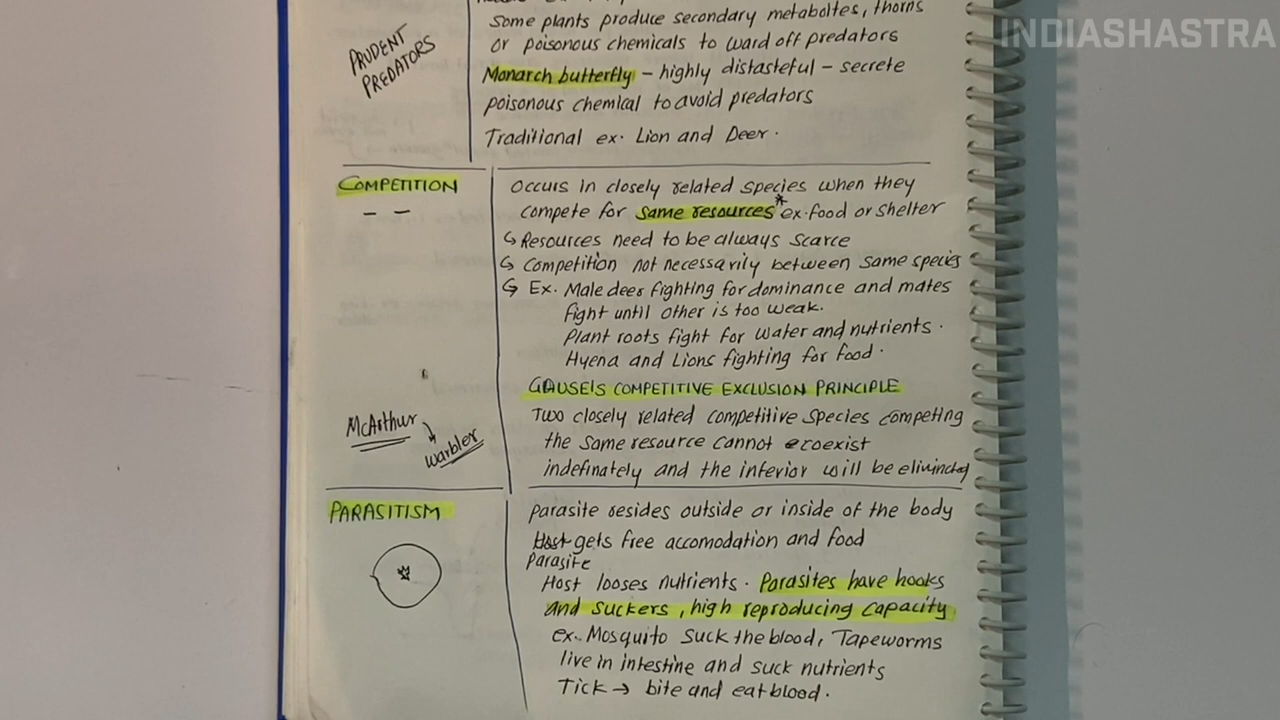 INDIASHASTRA
Some plants produce secondary metaboltes, thorns
or poisonous chemicals to ward off predators
PRUDENT
PREDATORS
Monarch butterfly – highly distasteful – secrete
poisonous chemical to avoid predators
Traditional ex. Lion and Deer.
COMPETITION
– –
Occurs in closely related species when they
compete for same resources* ex. food or shelter
↳ Resources need to be always scarce
↳ Competition not necessarily between same species
↳ Ex. Male deer fighting for dominance and mates
fight until other is too weak.
Plant roots fight for water and nutrients.
Hyena and Lions fighting for food.
GAUSEIS COMPETITIVE EXCLUSION PRINCIPLE
McArthur
warbler
Two closely related competitive species competing
the same resource cannot coexist
indefinately and the inferior will be elimincted
PARASITISM
Parasite resides outside or inside of the body
Host gets free accomodation and food
Parasite
Host looses nutrients. Parasites have hooks
and suckers, high reproducing capacity
ex. Mosquito suck the blood, Tapeworms
live in intestine and suck nutrients
Tick → bite and eat blood.